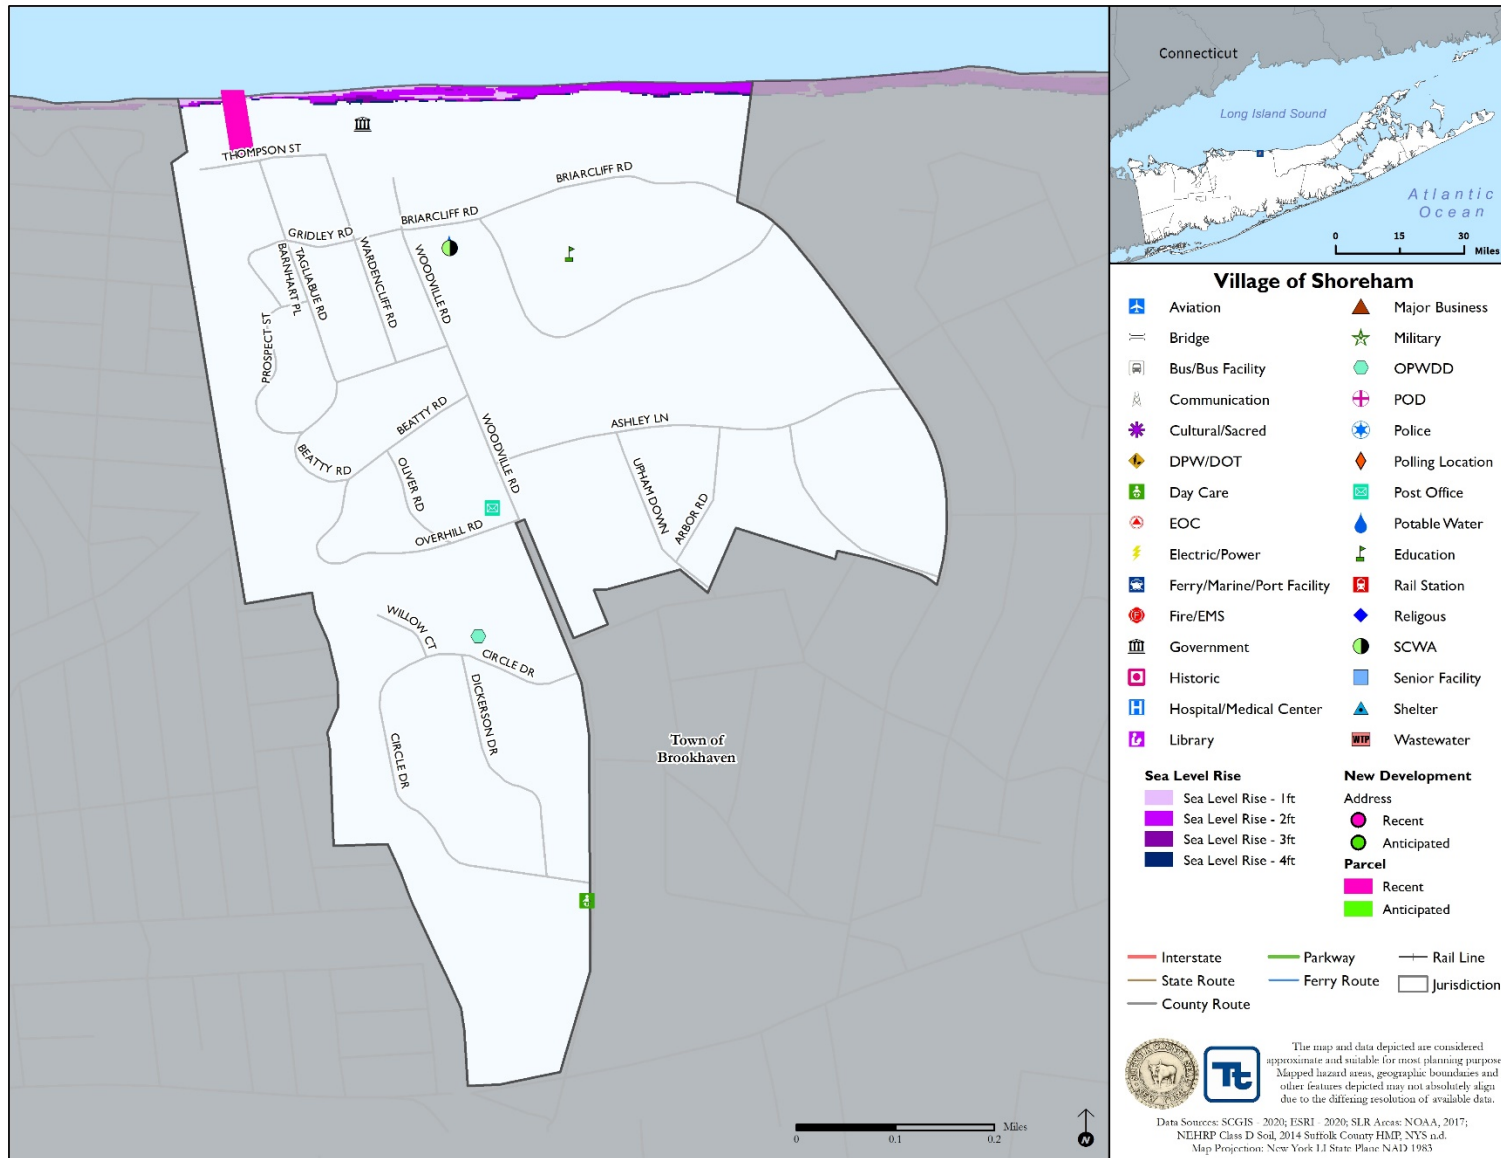 THOMPSON ST
BRIARCLIFF RD
BRIARCLIFF RD
GRIDLEY RD
BARNHART PL
TAGLIABUE RD
WARDENCLIFF RD
WOODVILLE RD
PROSPECT ST
BEATTY RD
BEATTY RD
OLIVER RD
WOODVILLE RD
ASHLEY LN
UPHAM DOWN
ARBOR RD
OVERHILL RD
WILLOW CT
CIRCLE DR
DICKERSON DR
CIRCLE DR
Town of
Brookhaven
0 0.1 0.2
Miles
N
Connecticut
Long Island Sound
Atlantic
Ocean
0 15 30
Miles
Village of Shoreham
Aviation
Bridge
Bus/Bus Facility
Communication
Cultural/Sacred
DPW/DOT
Day Care
EOC
Electric/Power
Ferry/Marine/Port Facility
Fire/EMS
Government
Historic
H Hospital/Medical Center
Library
Major Business
Military
OPWDD
POD
Police
Polling Location
Post Office
Potable Water
Education
Rail Station
Religous
SCWA
Senior Facility
Shelter
WTP Wastewater
Sea Level Rise
Sea Level Rise - 1ft
Sea Level Rise - 2ft
Sea Level Rise - 3ft
Sea Level Rise - 4ft
New Development
Address
Recent
Anticipated
Parcel
Recent
Anticipated
Interstate
State Route
County Route
Parkway
Ferry Route
Rail Line
Jurisdiction
Tt
The map and data depicted are considered
approximate and suitable for most planning purpose
Mapped hazard areas, geographic boundaries and
other features depicted may not absolutely align
due to the differing resolution of available data.
Data Sources: SCGIS - 2020; ESRI - 2020; SLR Areas: NOAA, 2017;
NEHRP Class D Soil, 2014 Suffolk County HMP, NYS n.d.
Map Projection: New York LI State Plane NAD 1983